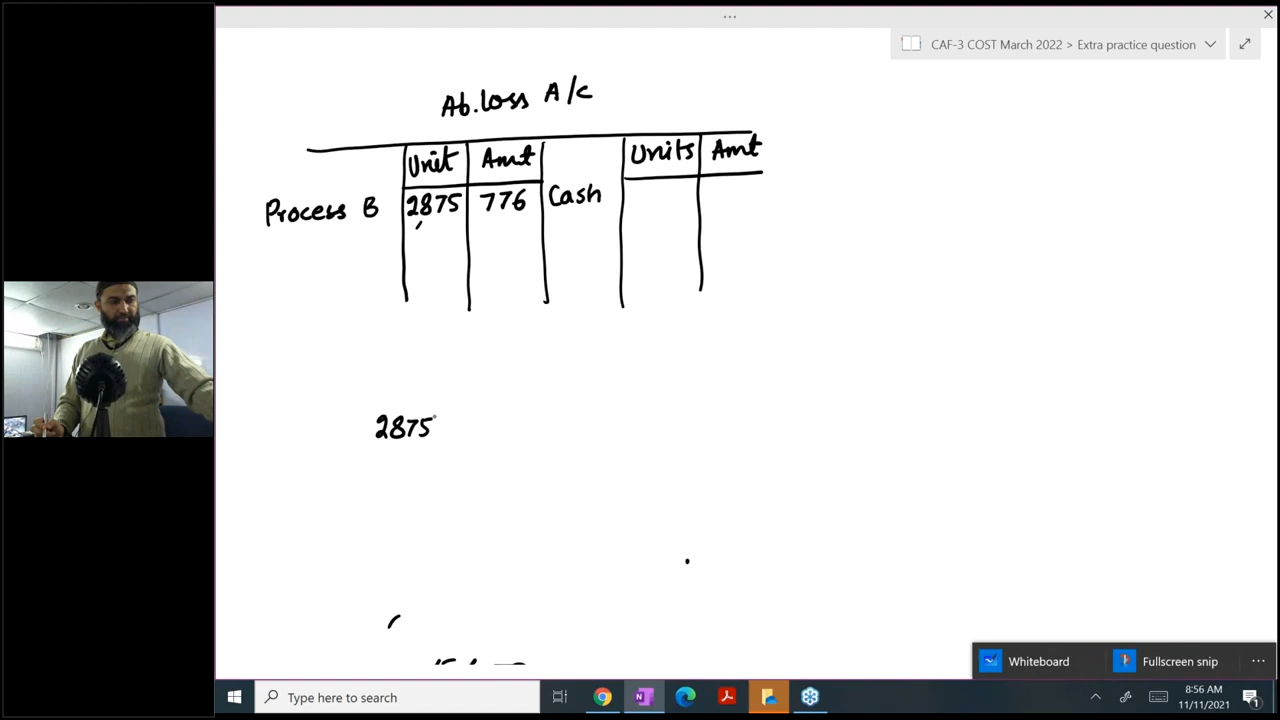 CAF-3 COST March 2022 > Extra practice question
Ab.loss A/c
Unit Amt Units Amt
Process B 2875 776 Cash
2875
Whiteboard Fullscreen snip
Type here to search
8:56 AM
11/11/2021